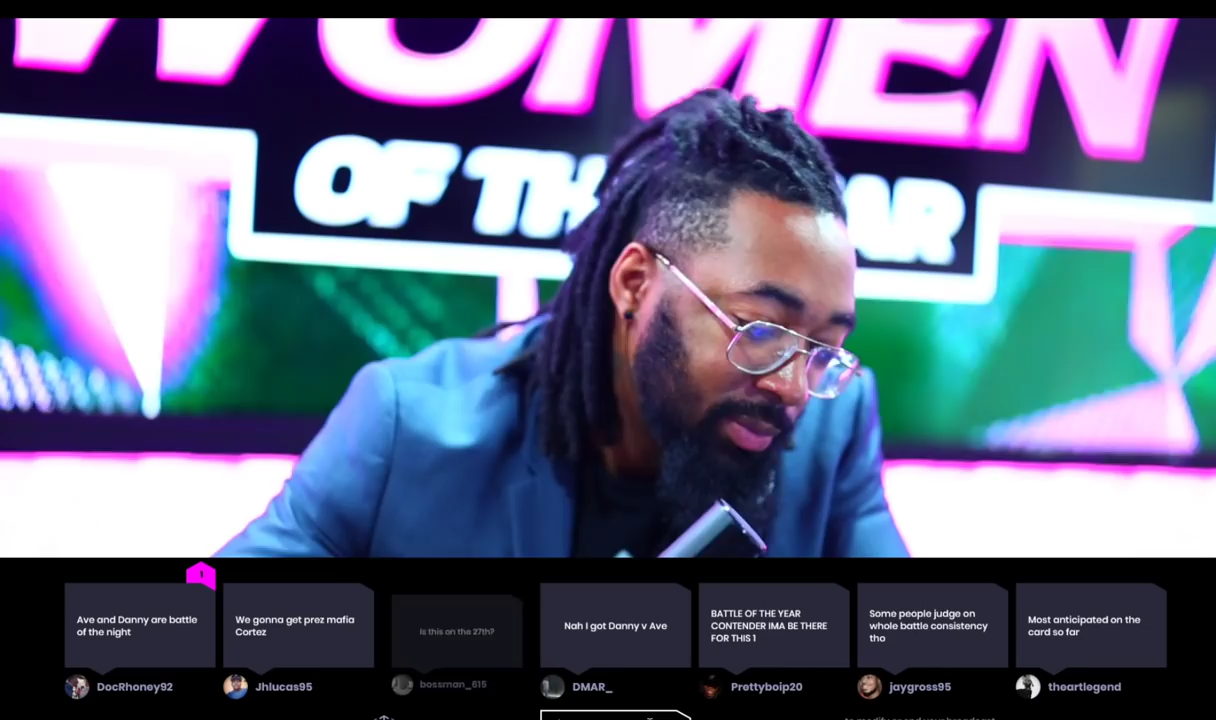 WOMEN
OF TH AR
!
Ave and Danny are battle
of the night
We gonna get prez mafia
Cortez
Is this on the 27th?
Nah I got Danny v Ave
BATTLE OF THE YEAR
CONTENDER IMA BE THERE
FOR THIS 1
Some people judge on
whole battle consistency
tho
Most anticipated on the
card so far
DocRhoney92
Jhlucas95
bossman_615
DMAR_
Prettyboip20
jaygross95
theartlegend